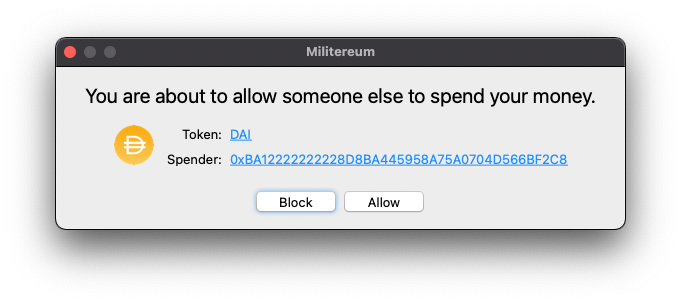 Militereum
You are about to allow someone else to spend your money.
Token: DAI
Spender: 0xBA12222222228D8BA445958A75A0704D566BF2C8
Block Allow